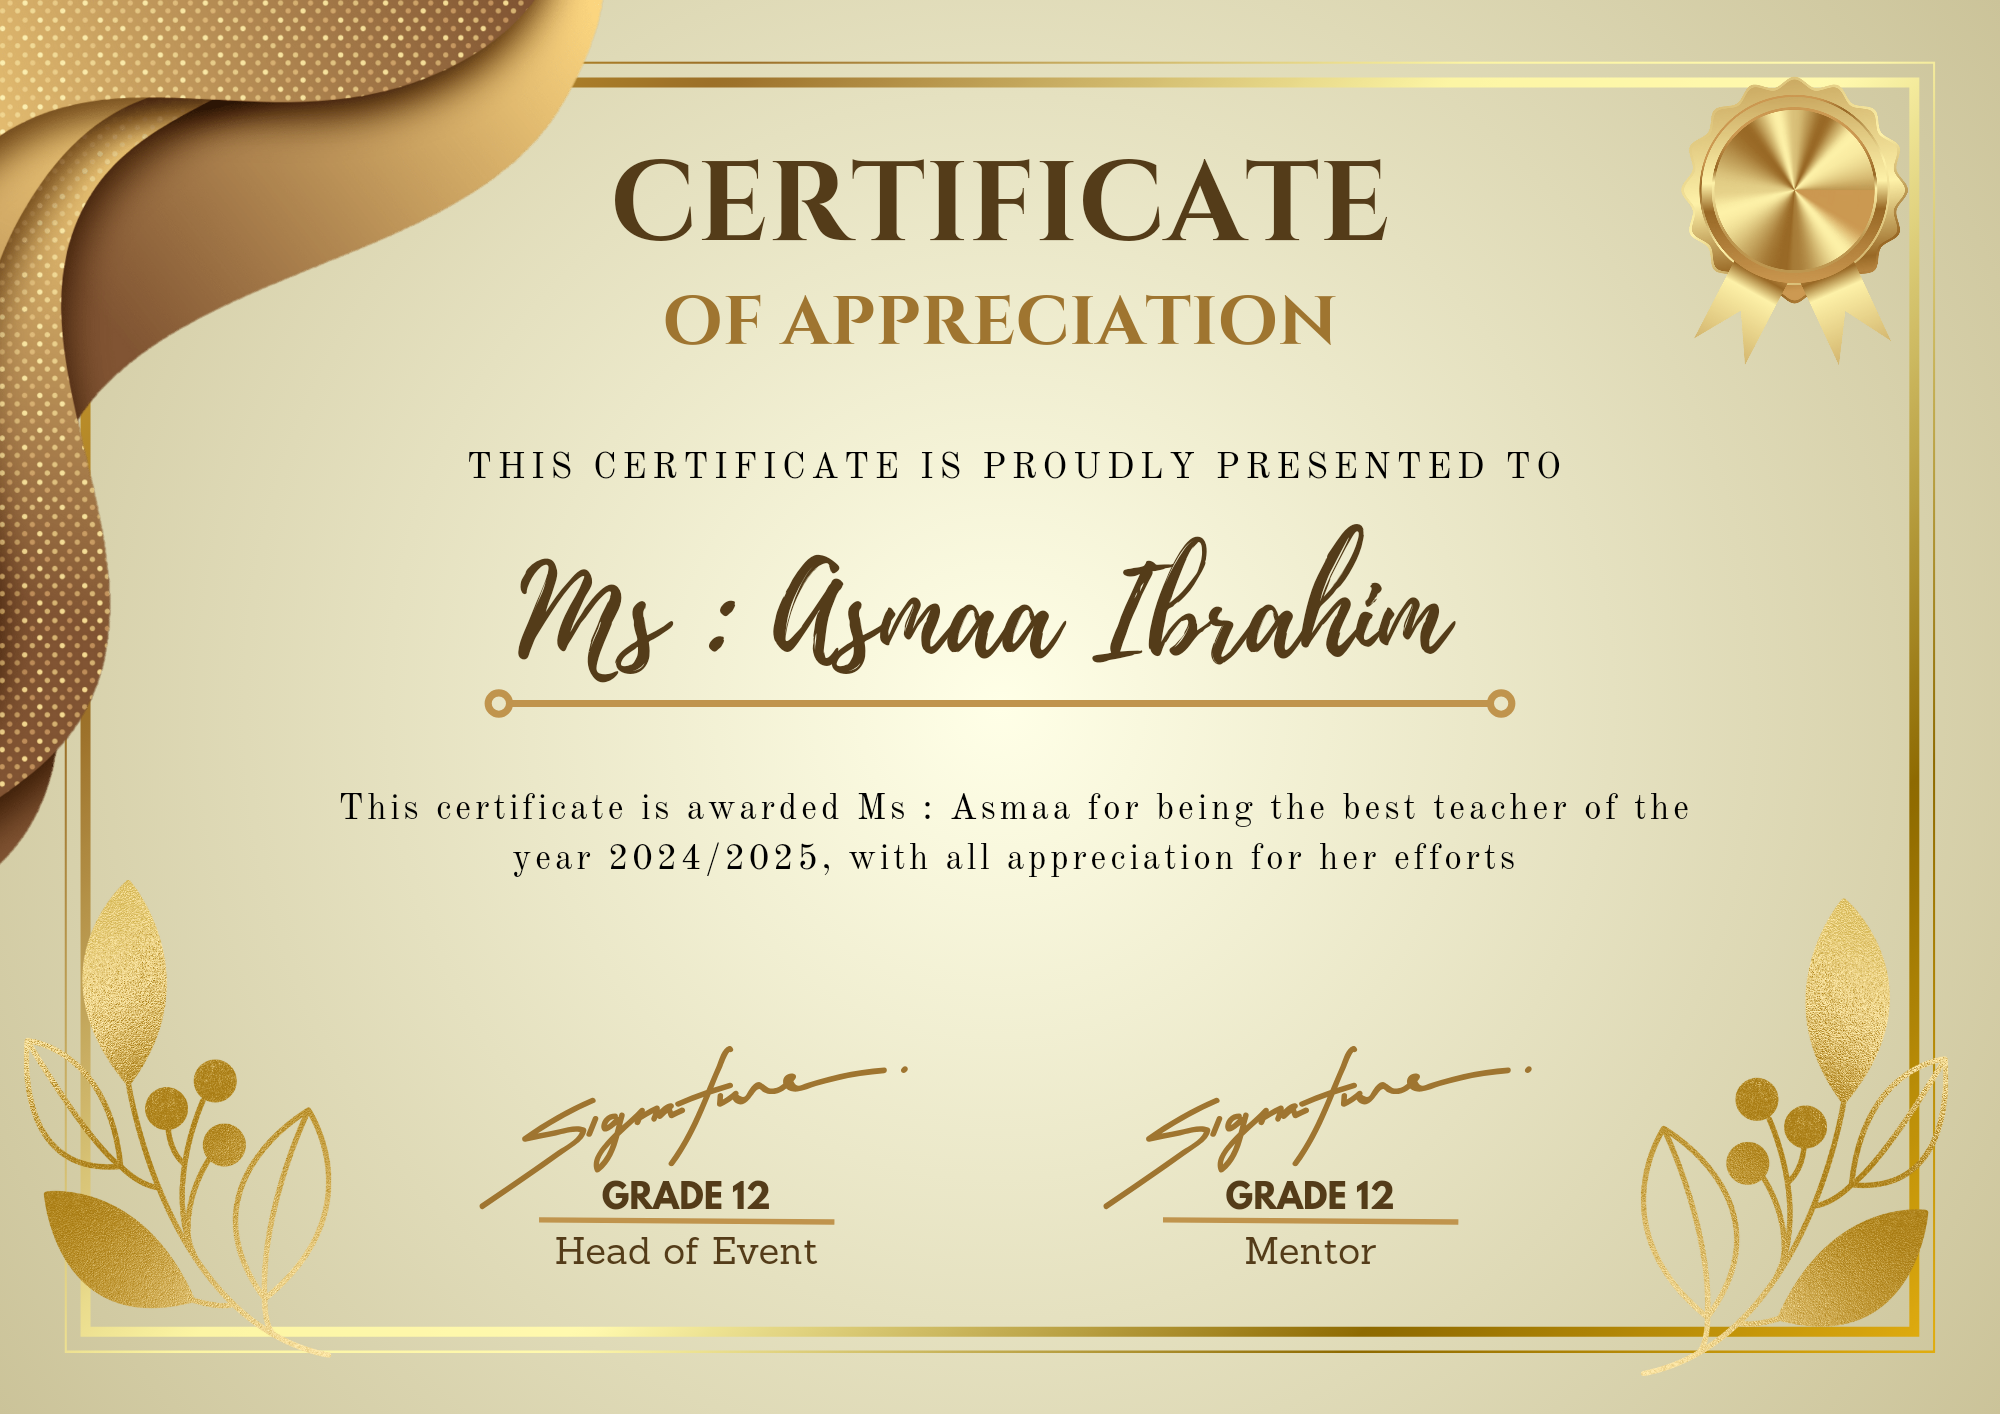 CERTIFICATE
OF APPRECIATION
THIS CERTIFICATE IS PROUDLY PRESENTED TO
Ms : Asmaa Ibrahim
This certificate is awarded Ms : Asmaa for being the best teacher of the
year 2024/2025, with all appreciation for her efforts
Signature Signature
GRADE 12 GRADE 12
Head of Event Mentor